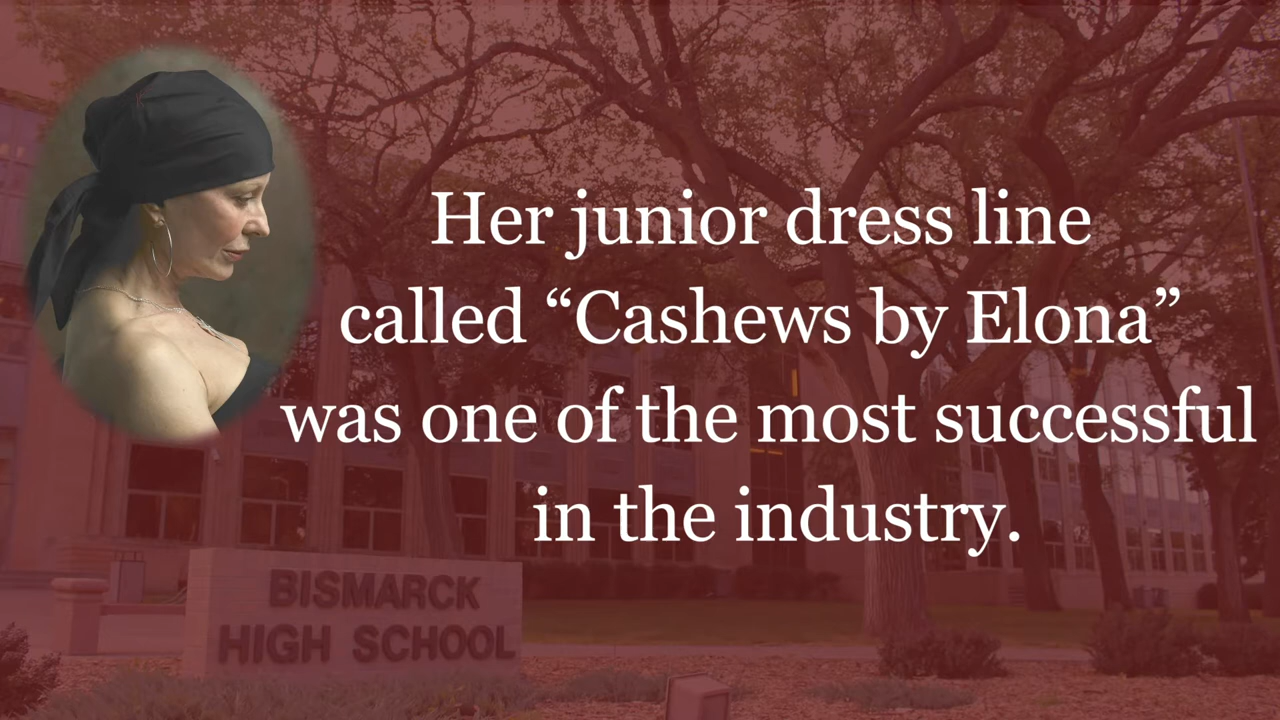 Her junior dress line
called “Cashews by Elona”
was one of the most successful
in the industry.
BISMARCK
HIGH SCHOOL